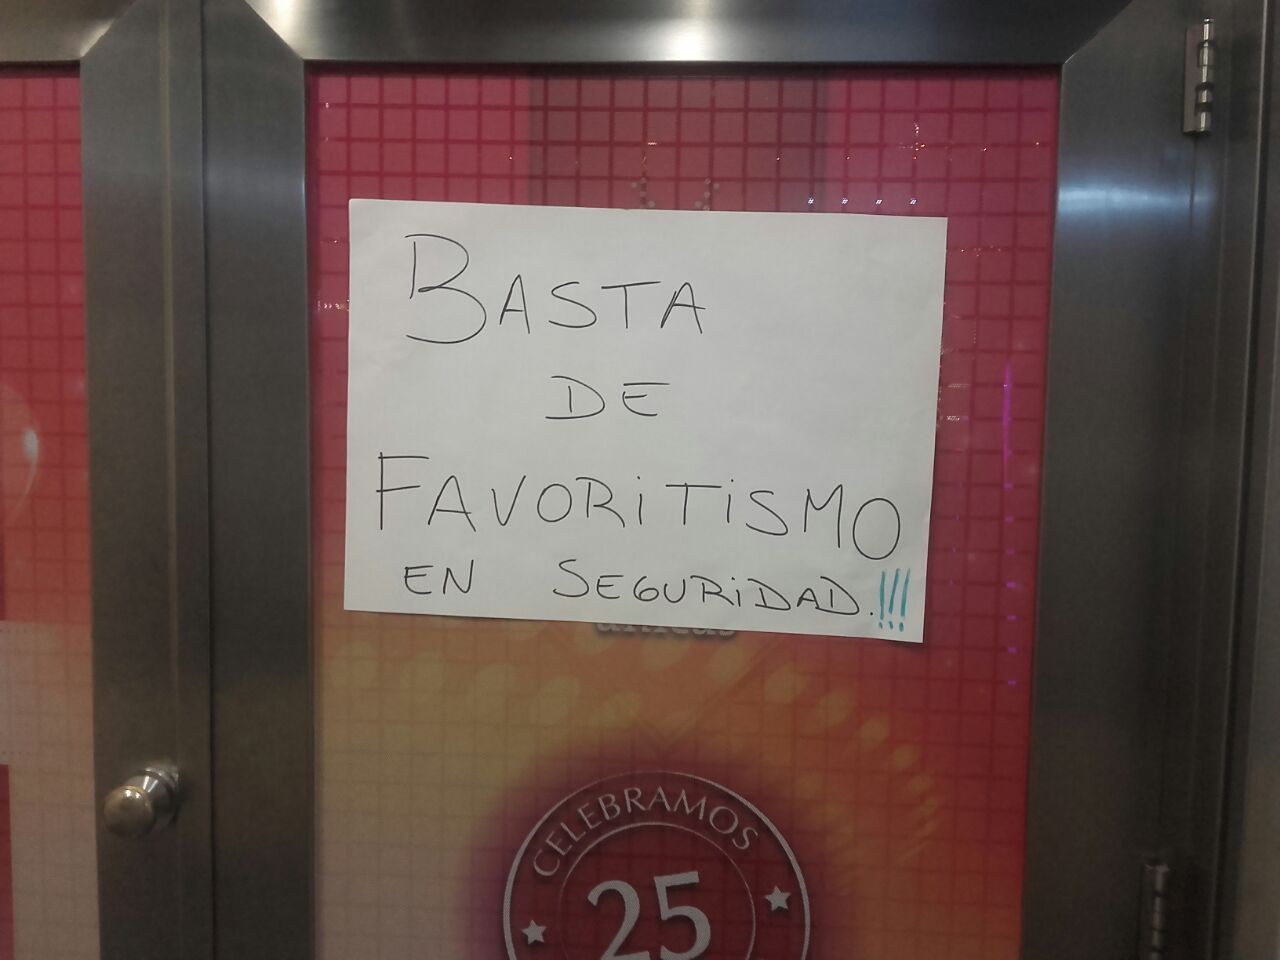 BASTA
DE
FAVORiTiSMO
EN SEGURiDAD.!!!
CELEBRAMOS
25